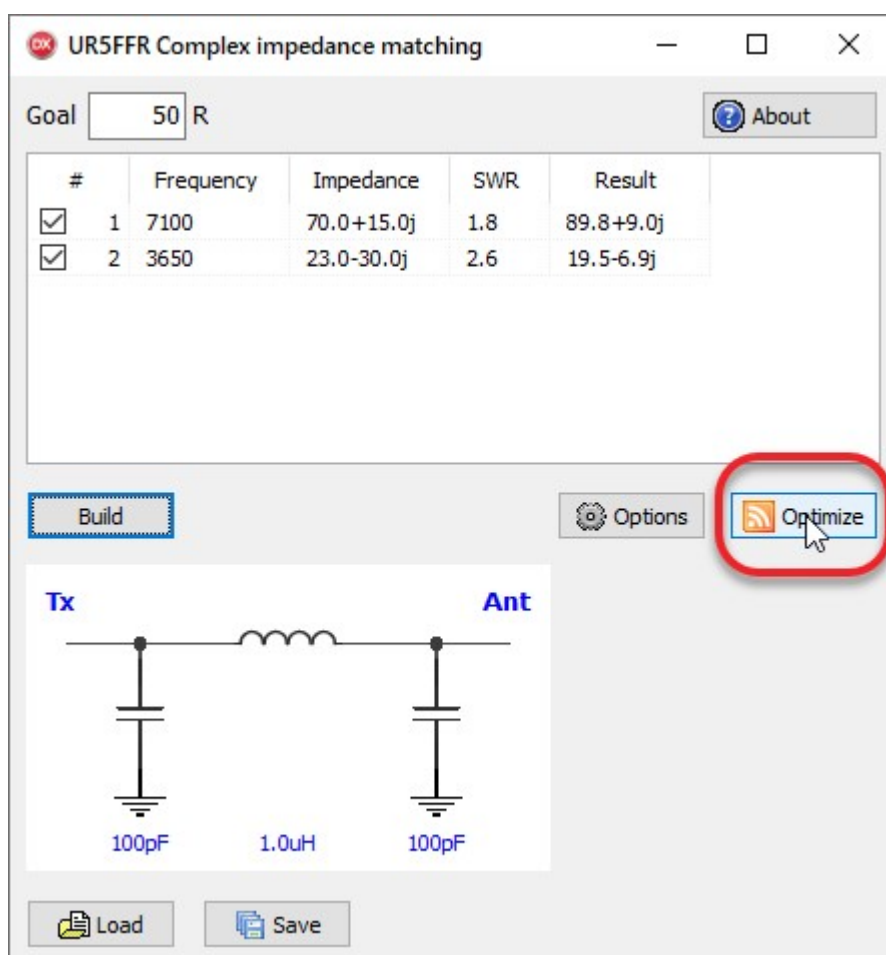 UR5FFR Complex impedance matching
Goal 50 R About
# Frequency Impedance SWR Result
1 7100 70.0+15.0j 1.8 89.8+9.0j
2 3650 23.0-30.0j 2.6 19.5-6.9j
Build Options Optimize
Tx Ant
100pF 1.0uH 100pF
Load Save